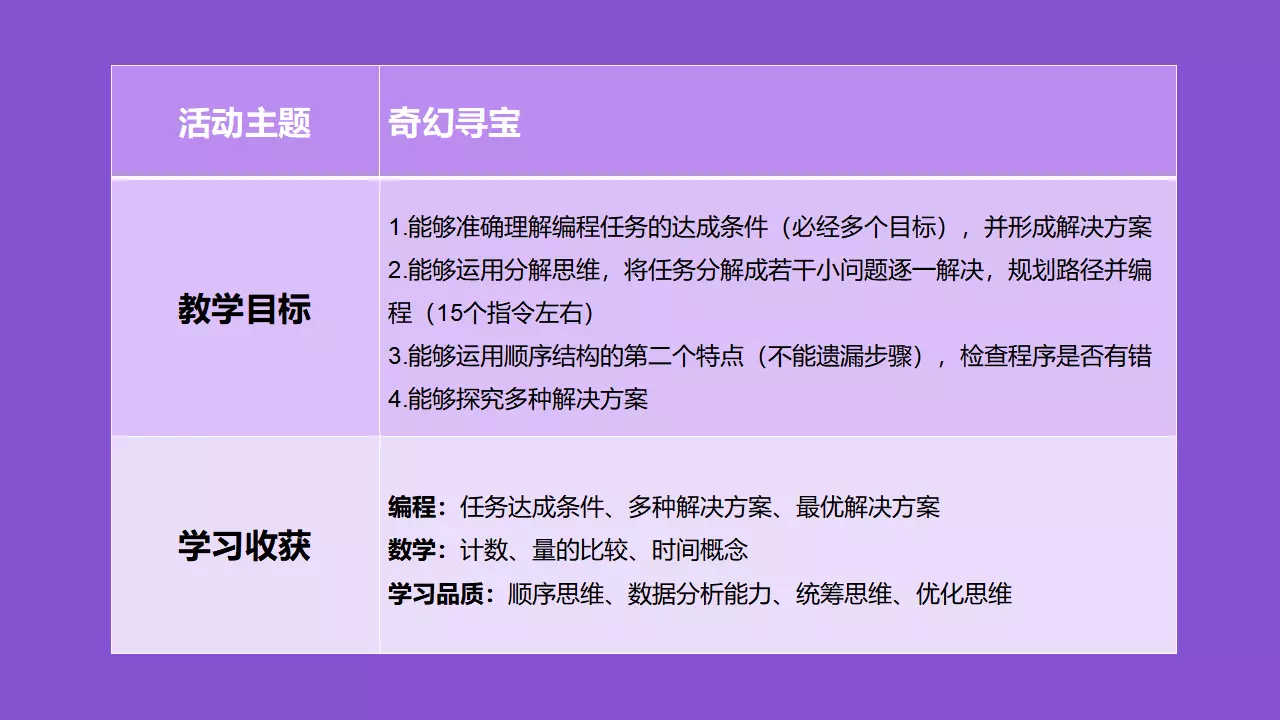 活动主题
奇幻寻宝
教学目标
1.能够准确理解编程任务的达成条件（必经多个目标），并形成解决方案
2.能够运用分解思维，将任务分解成若干小问题逐一解决，规划路径并编
程（15个指令左右）
3.能够运用顺序结构的第二个特点（不能遗漏步骤），检查程序是否有错
4.能够探究多种解决方案
学习收获
编程：任务达成条件、多种解决方案、最优解决方案
数学：计数、量的比较、时间概念
学习品质：顺序思维、数据分析能力、统筹思维、优化思维